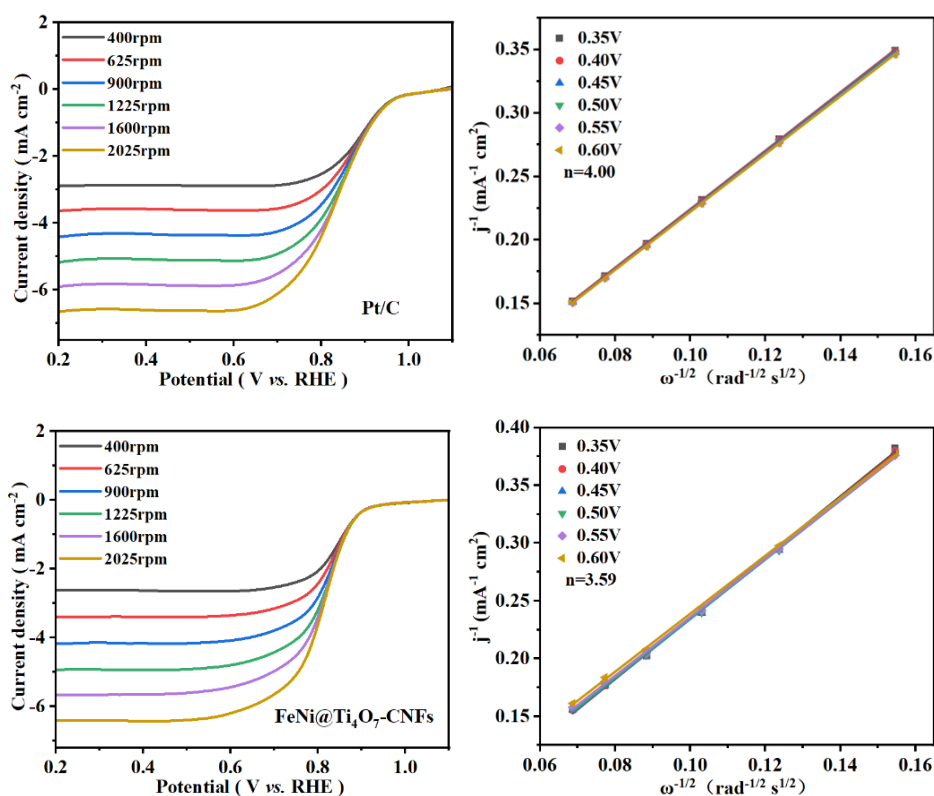 2
0
-2
-4
-6
400rpm
625rpm
900rpm
1225rpm
1600rpm
2025rpm
Pt/C
0.2 0.4 0.6 0.8 1.0
Potential ( V vs. RHE )
Current density ( mA cm⁻² )
0.35
0.30
0.25
0.20
0.15
0.35V
0.40V
0.45V
0.50V
0.55V
0.60V
n=4.00
0.06 0.08 0.10 0.12 0.14 0.16
ω⁻¹/² (rad⁻¹/² s¹/²)
j⁻¹ (mA⁻¹ cm²)
2
0
-2
-4
-6
400rpm
625rpm
900rpm
1225rpm
1600rpm
2025rpm
FeNi@Ti₄O₇-CNFs
0.2 0.4 0.6 0.8 1.0
Potential ( V vs. RHE )
Current density ( mA cm⁻² )
0.40
0.35
0.30
0.25
0.20
0.15
0.35V
0.40V
0.45V
0.50V
0.55V
0.60V
n=3.59
0.06 0.08 0.10 0.12 0.14 0.16
ω⁻¹/² (rad⁻¹/² s¹/²)
j⁻¹ (mA⁻¹ cm²)